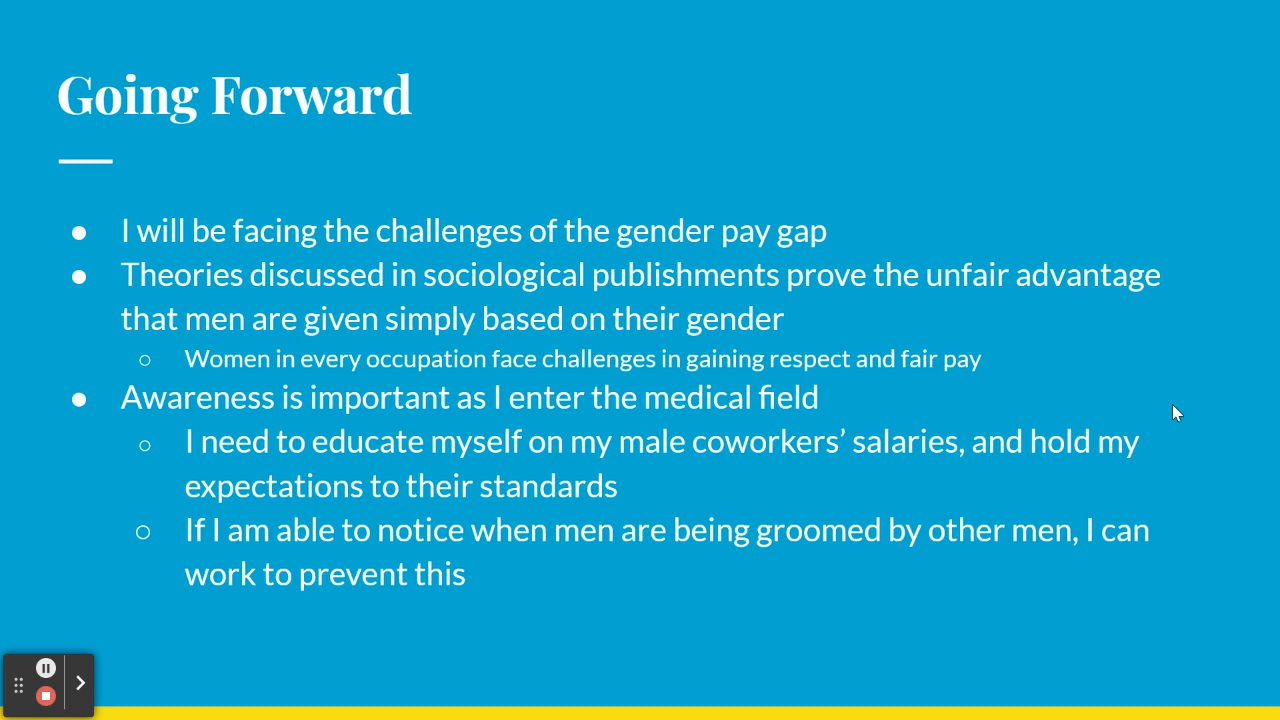 Going Forward
● I will be facing the challenges of the gender pay gap
● Theories discussed in sociological publishments prove the unfair advantage
that men are given simply based on their gender
○ Women in every occupation face challenges in gaining respect and fair pay
● Awareness is important as I enter the medical field
○ I need to educate myself on my male coworkers’ salaries, and hold my
expectations to their standards
○ If I am able to notice when men are being groomed by other men, I can
work to prevent this